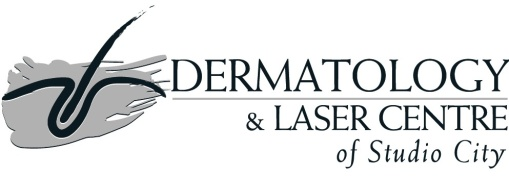 DERMATOLOGY
& LASER CENTRE
of Studio City